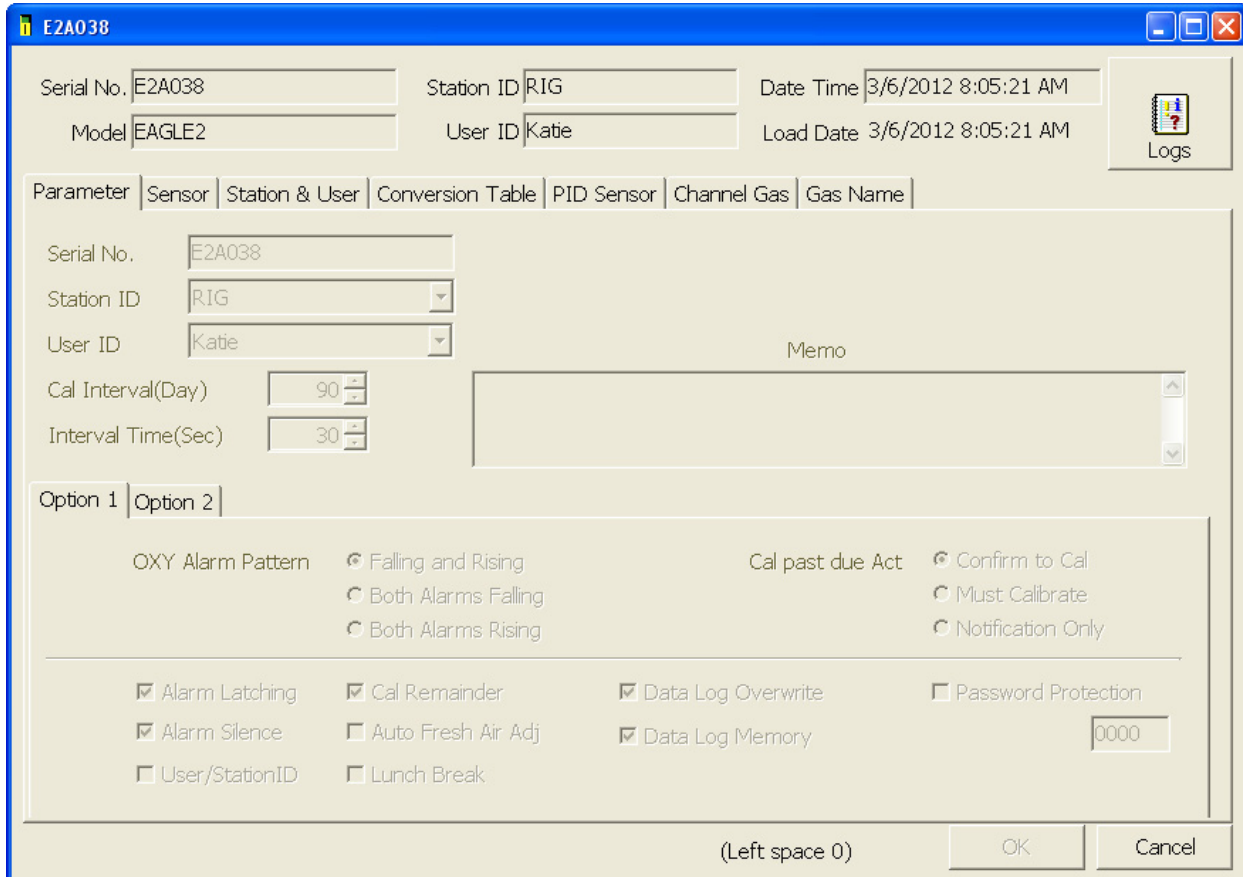 E2A038
Serial No. E2A038 Station ID RIG Date Time 3/6/2012 8:05:21 AM
Model EAGLE2 User ID Katie Load Date 3/6/2012 8:05:21 AM
Logs
Parameter Sensor Station & User Conversion Table PID Sensor Channel Gas Gas Name
Serial No. E2A038
Station ID RIG
User ID Katie
Memo
Cal Interval(Day) 90
Interval Time(Sec) 30
Option 1 Option 2
OXY Alarm Pattern Falling and Rising Cal past due Act Confirm to Cal
Both Alarms Falling Must Calibrate
Both Alarms Rising Notification Only
Alarm Latching Cal Remainder Data Log Overwrite Password Protection
Alarm Silence Auto Fresh Air Adj Data Log Memory 0000
User/StationID Lunch Break
(Left space 0) OK Cancel